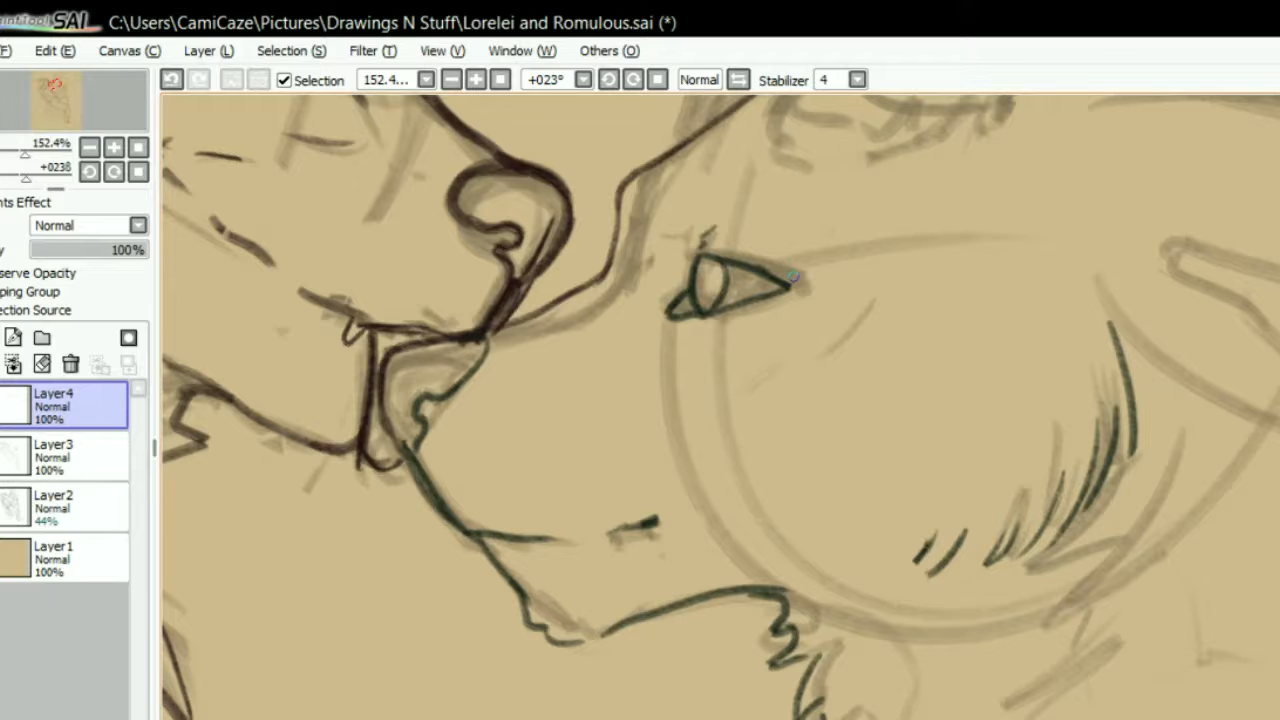 SAI C:\Users\CamiCaze\Pictures\Drawings N Stuff\Lorelei and Romulous.sai (*)
(F) Edit (E) Canvas (C) Layer (L) Selection (S) Filter (T) View (V) Window (W) Others (O)
Selection 152.4... +023° Normal Stabilizer 4
152.4%
+023
nts Effect
Normal
y 100%
serve Opacity
ping Group
ection Source
Layer4
Normal
100%
Layer3
Normal
100%
Layer2
Normal
44%
Layer1
Normal
100%